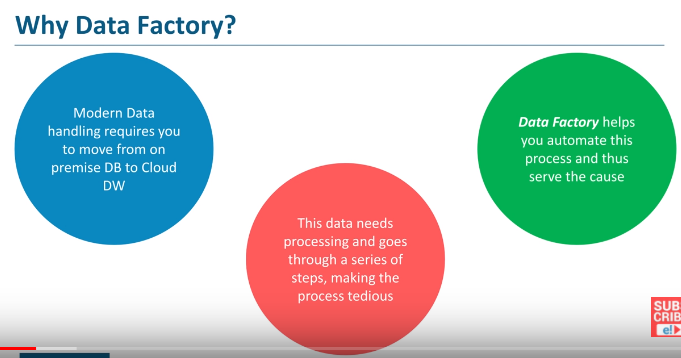 Why Data Factory?
Modern Data
handling requires you
to move from on
premise DB to Cloud
DW
This data needs
processing and goes
through a series of
steps, making the
process tedious
Data Factory helps
you automate this
process and thus
serve the cause
SUBS
CRIB
e!